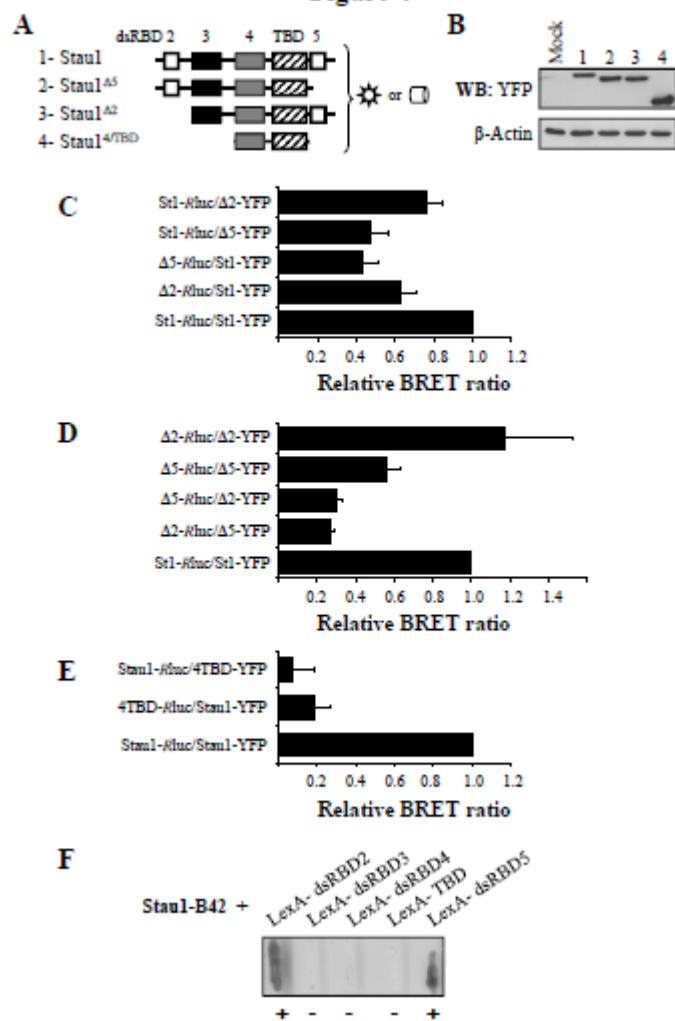 A
dsRBD 2 3 4 TBD 5
1- Stau1
2- Stau1Δ5
3- Stau1Δ2
4- Stau14/TBD
or
B
Mock 1 2 3 4
WB: YFP
β-Actin
C
St1-Rluc/Δ2-YFP
St1-Rluc/Δ5-YFP
Δ5-Rluc/St1-YFP
Δ2-Rluc/St1-YFP
St1-Rluc/St1-YFP
0.2 0.4 0.6 0.8 1.0 1.2
Relative BRET ratio
D
Δ2-Rluc/Δ2-YFP
Δ5-Rluc/Δ5-YFP
Δ5-Rluc/Δ2-YFP
Δ2-Rluc/Δ5-YFP
St1-Rluc/St1-YFP
0.2 0.4 0.6 0.8 1.0 1.2 1.4
Relative BRET ratio
E
Stau1-Rluc/4TBD-YFP
4TBD-Rluc/Stau1-YFP
Stau1-Rluc/Stau1-YFP
0.2 0.4 0.6 0.8 1.0 1.2
Relative BRET ratio
F
Stau1-B42 +
LexA- dsRBD2
LexA- dsRBD3
LexA- dsRBD4
LexA- TBD
LexA- dsRBD5
+ - - - +